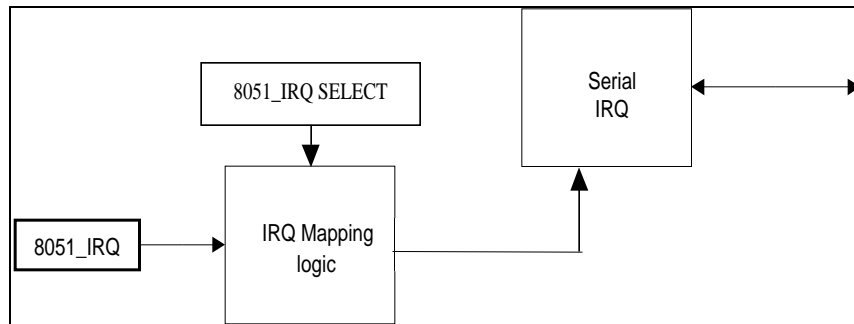 8051_IRQ SELECT
Serial
IRQ
8051_IRQ
IRQ Mapping
logic